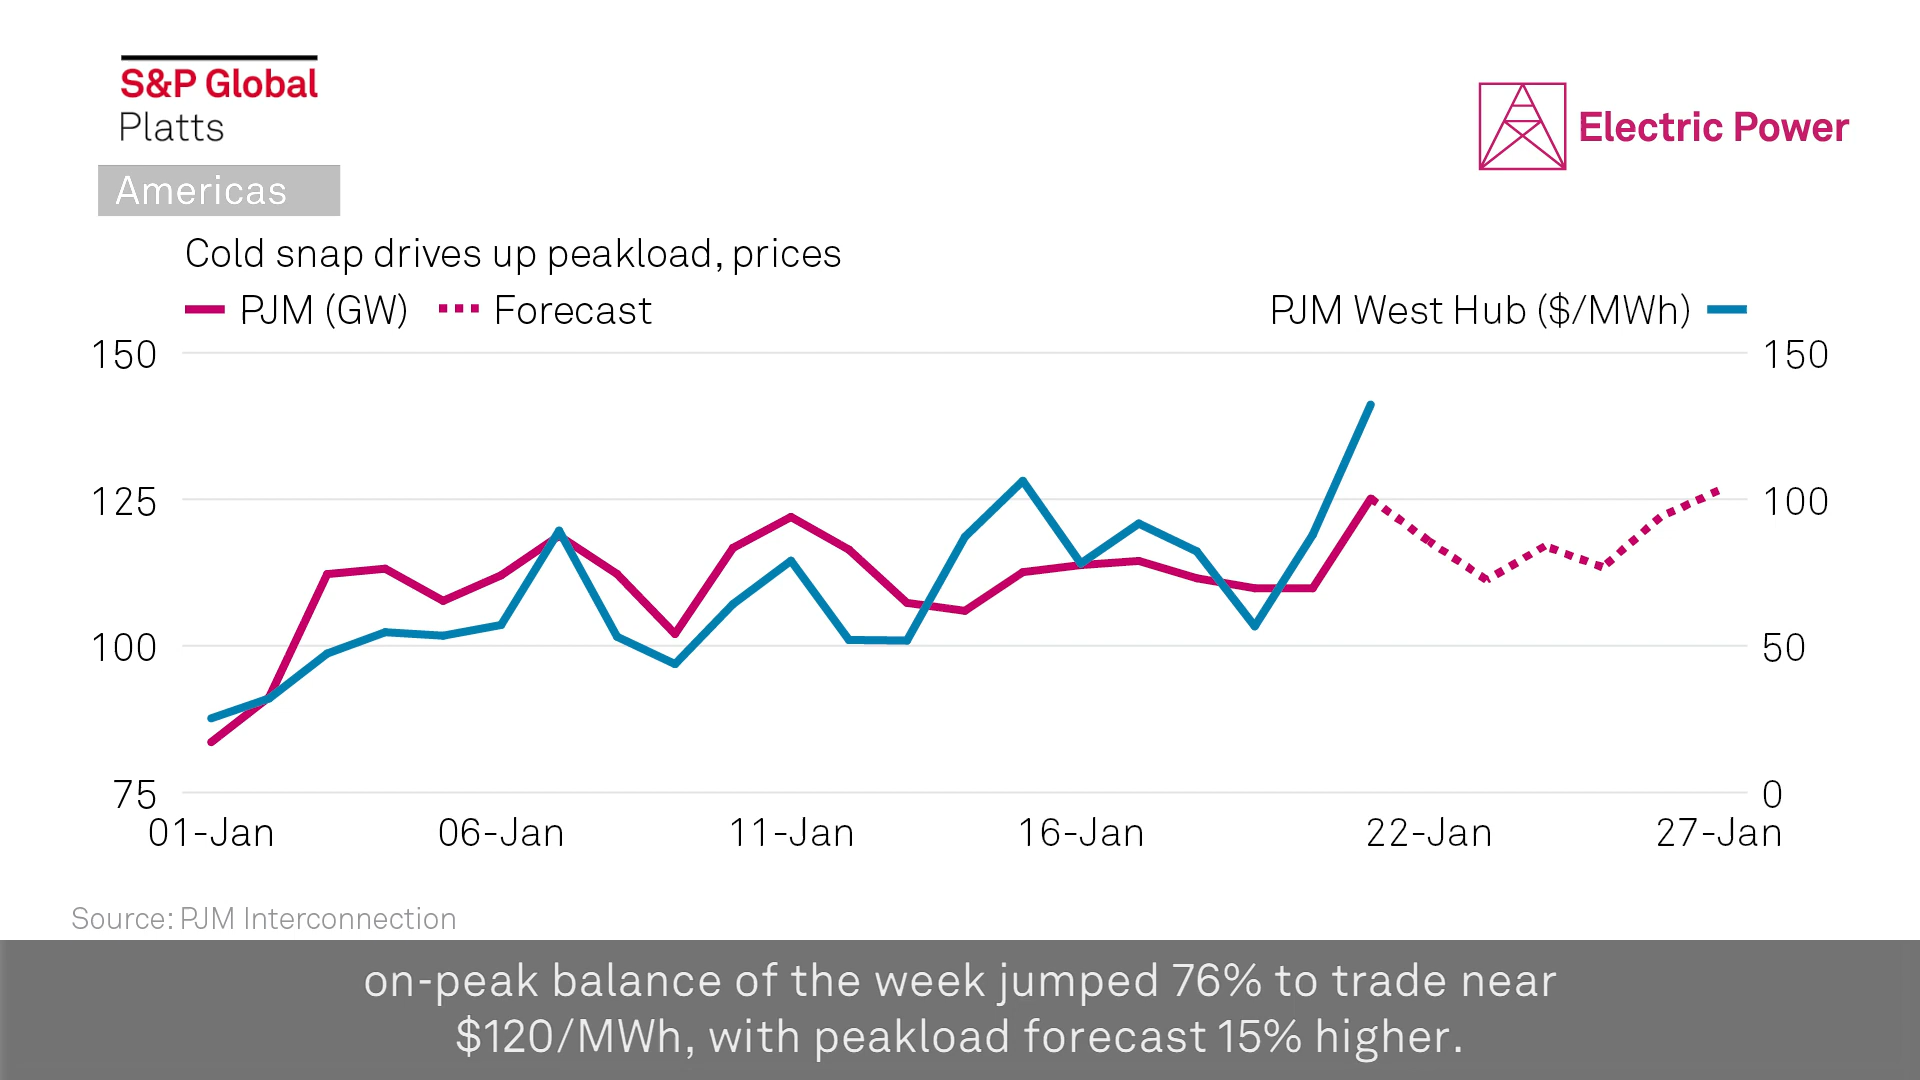 S&P Global
Platts
Americas
Electric Power
Cold snap drives up peakload, prices
PJM (GW) Forecast PJM West Hub ($/MWh)
150 150
125 100
100 50
75 0
01-Jan 06-Jan 11-Jan 16-Jan 22-Jan 27-Jan
Source: PJM Interconnection
on-peak balance of the week jumped 76% to trade near
$120/MWh, with peakload forecast 15% higher.